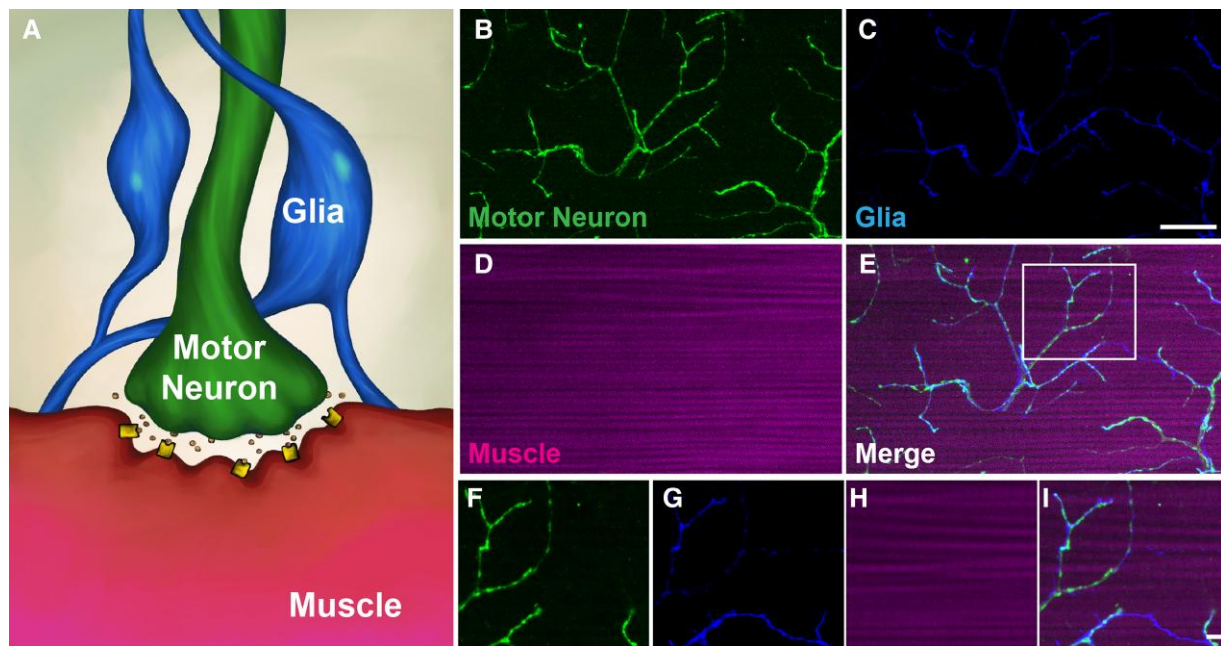 A
Glia
Motor
Neuron
Muscle
B
Motor Neuron
C
Glia
D
Muscle
E
Merge
F
G
H
I